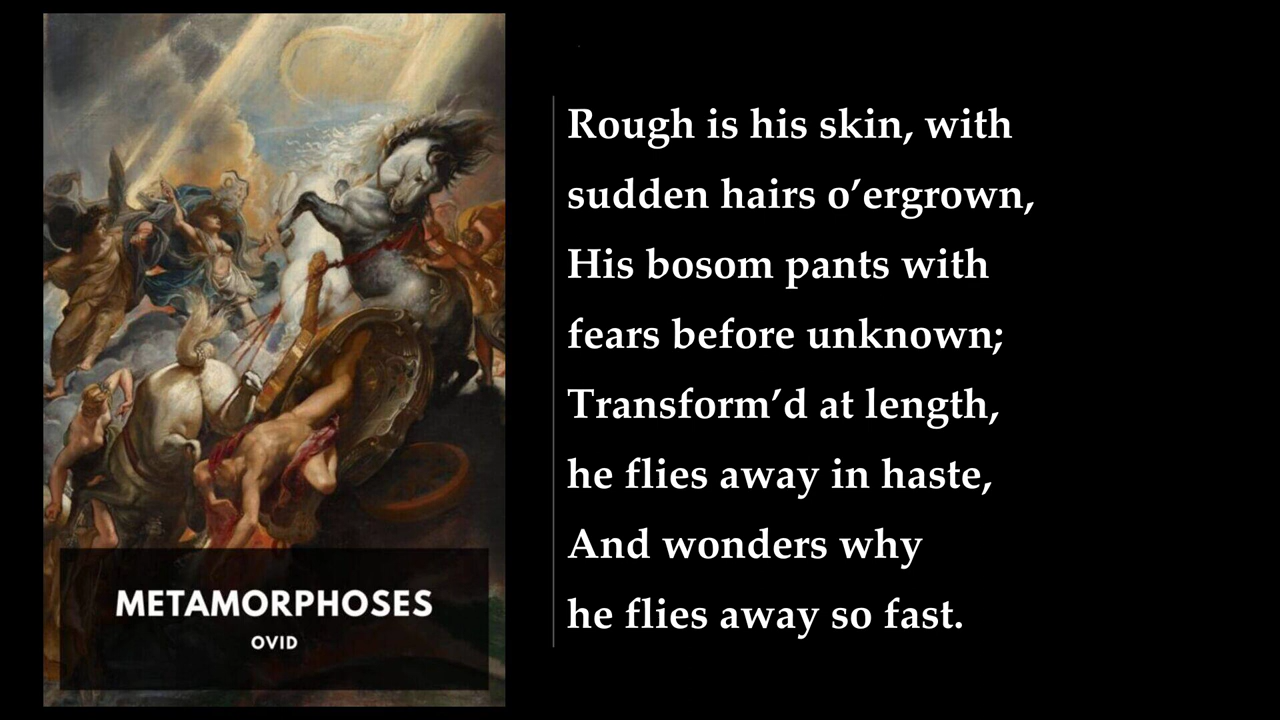 METAMORPHOSES
OVID
Rough is his skin, with
sudden hairs o’ergrown,
His bosom pants with
fears before unknown;
Transform’d at length,
he flies away in haste,
And wonders why
he flies away so fast.